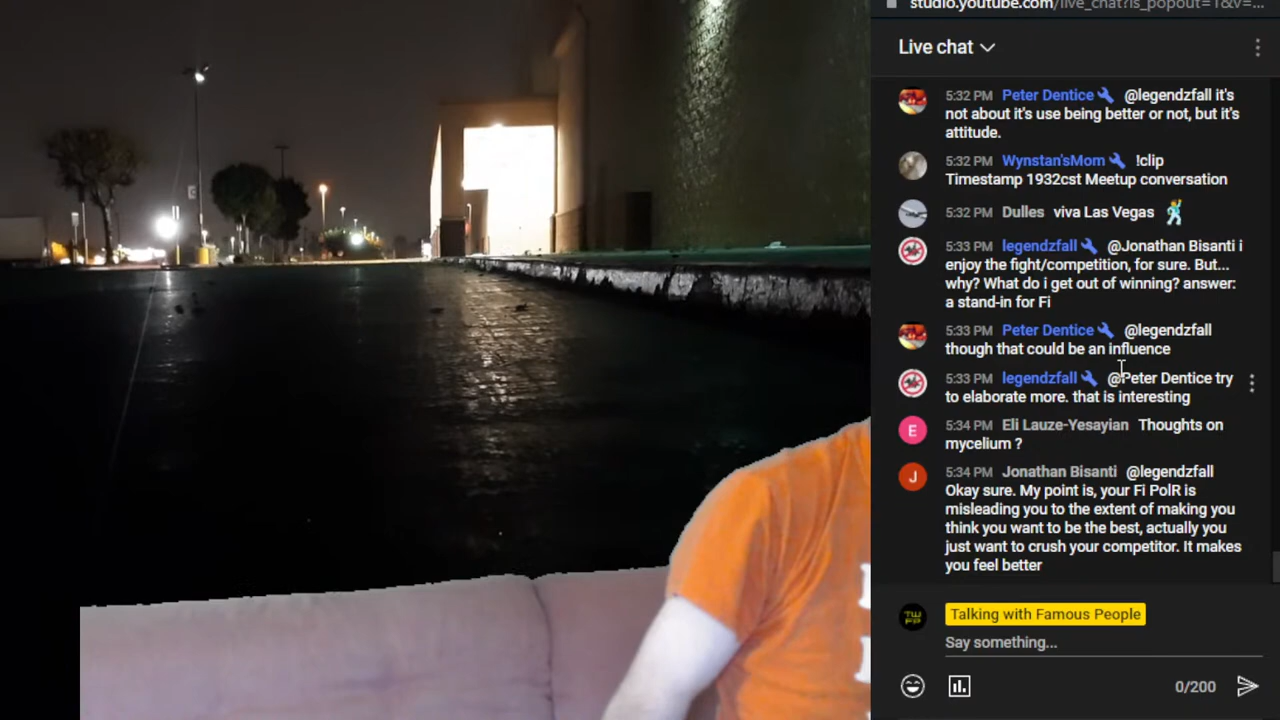 studio.youtube.com/live_chat?is_popout=1&v=...
Live chat
5:32 PM Peter Dentice @legendzfall it's
not about it's use being better or not, but it's
attitude.
5:32 PM Wynstan'sMom !clip
Timestamp 1932cst Meetup conversation
5:32 PM Dulles viva Las Vegas
5:33 PM legendzfall @Jonathan Bisanti i
enjoy the fight/competition, for sure. But...
why? What do i get out of winning? answer:
a stand-in for Fi
5:33 PM Peter Dentice @legendzfall
though that could be an influence
5:33 PM legendzfall @Peter Dentice try
to elaborate more. that is interesting
E
5:34 PM Eli Lauze-Yesayian Thoughts on
mycelium ?
J
5:34 PM Jonathan Bisanti @legendzfall
Okay sure. My point is, your Fi PolR is
misleading you to the extent of making you
think you want to be the best, actually you
just want to crush your competitor. It makes
you feel better
TW
FP
Talking with Famous People
Say something...
0/200